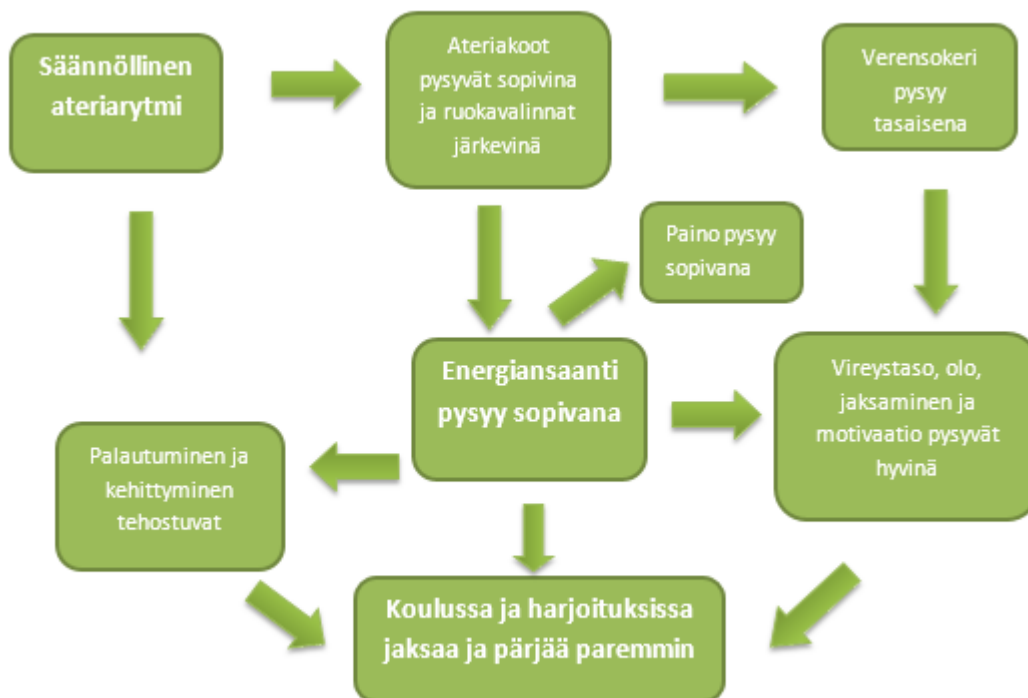 Säännöllinen
ateriarytmi
Ateriakoot
pysyvät sopivina
ja ruokavalinnat
järkevinä
Verensokeri
pysyy
tasaisena
Paino pysyy
sopivana
Energiansaanti
pysyy sopivana
Vireystaso, olo,
jaksaminen ja
motivaatio pysyvät
hyvinä
Palautuminen ja
kehittyminen
tehostuvat
Koulussa ja harjoituksissa
jaksaa ja pärjää paremmin